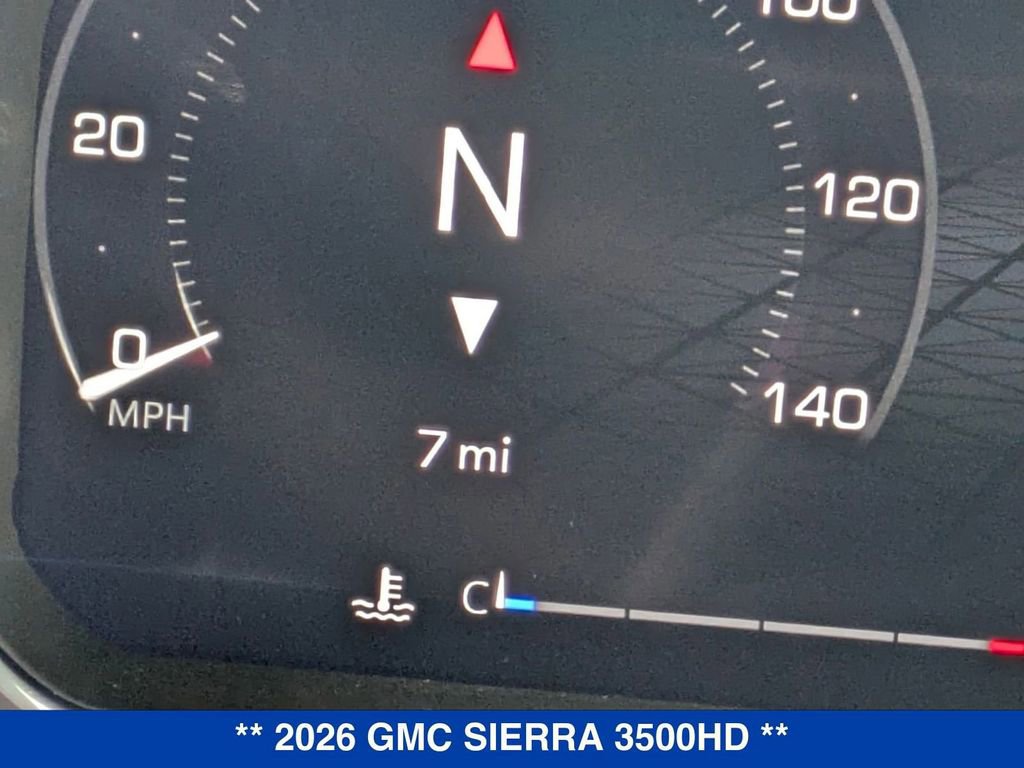 100
20
N
120
0
MPH
140
7 mi
C
** 2026 GMC SIERRA 3500HD **